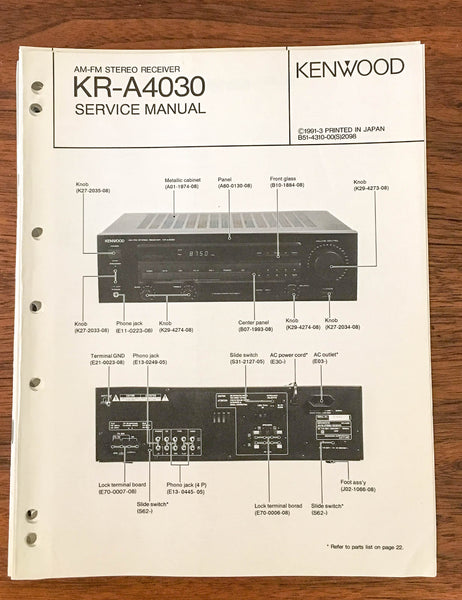 AM-FM STEREO RECEIVER
KR-A4030
SERVICE MANUAL
KENWOOD
©1991-3 PRINTED IN JAPAN
B51-4310-00(S)2098
Knob
(K27-2035-08)
Metallic cabinet
(A01-1974-08)
Panel
(A60-0130-08)
Front glass
(B10-1884-08)
Knob
(K29-4273-08)
KENWOOD
8750
Knob
(K27-2033-08)
Phone jack
(E11-0223-08)
Knob
(K29-4274-08)
Center panel
(B07-1993-08)
Knob
(K29-4274-08)
Knob
(K27-2034-08)
Terminal GND
(E21-0023-08)
Phono jack
(E13-0249-05)
Slide switch
(S31-2127-05)
AC power cord*
(E30-)
AC outlet*
(E03-)
Lock terminal board
(E70-0007-08)
Slide switch*
(S62-)
Phono jack (4 P)
(E13-0445-05)
Lock terminal borad
(E70-0006-08)
Slide switch*
(S62-)
Foot ass'y
(J02-1066-08)
* Refer to parts list on page 22.